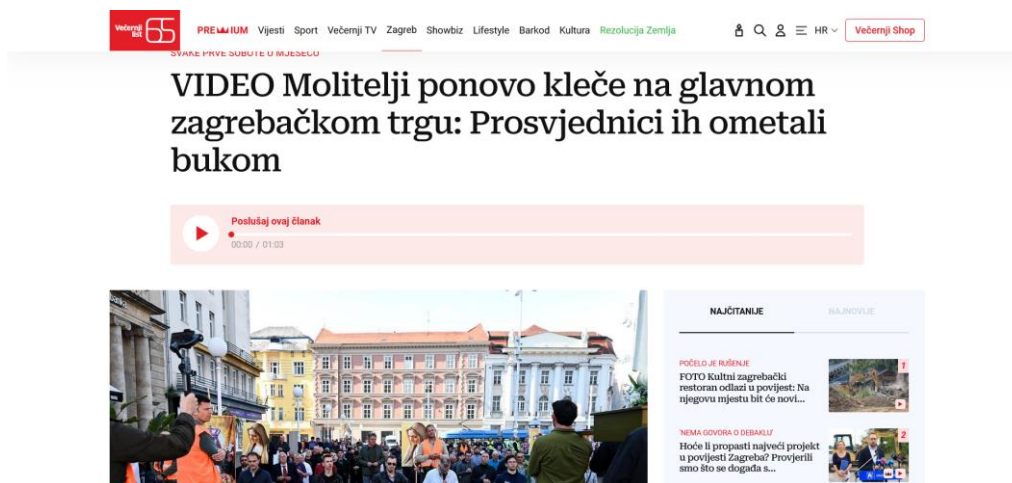 Večernji list 65
PREMIUM Vijesti Sport Večernji TV Zagreb Showbiz Lifestyle Barkod Kultura Rezolucija Zemlja HR Večernji Shop
SVAKE PRVE SUBOTE U MJESECU
VIDEO Molitelji ponovo kleče na glavnom
zagrebačkom trgu: Prosvjednici ih ometali
bukom
Poslušaj ovaj članak
00:00 / 01:03
NAJČITANIJE NAJNOVIJE
POČELO JE RUŠENJE
FOTO Kultni zagrebački
restoran odlazi u povijest: Na
njegovu mjestu bit će novi...
1
'NEMA GOVORA O DEBAKLU'
Hoće li propasti najveći projekt
u povijesti Zagreba? Provjerili
smo što se događa s...
2